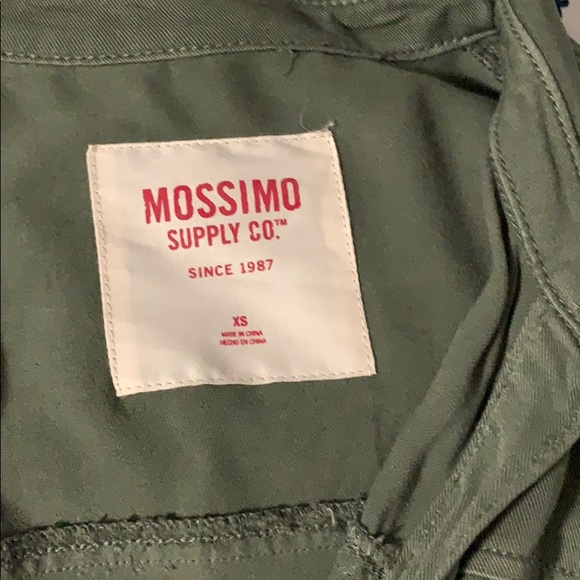 MOSSIMO
SUPPLY CO.™
SINCE 1987
XS
MADE IN CHINA
HECHO EN CHINA